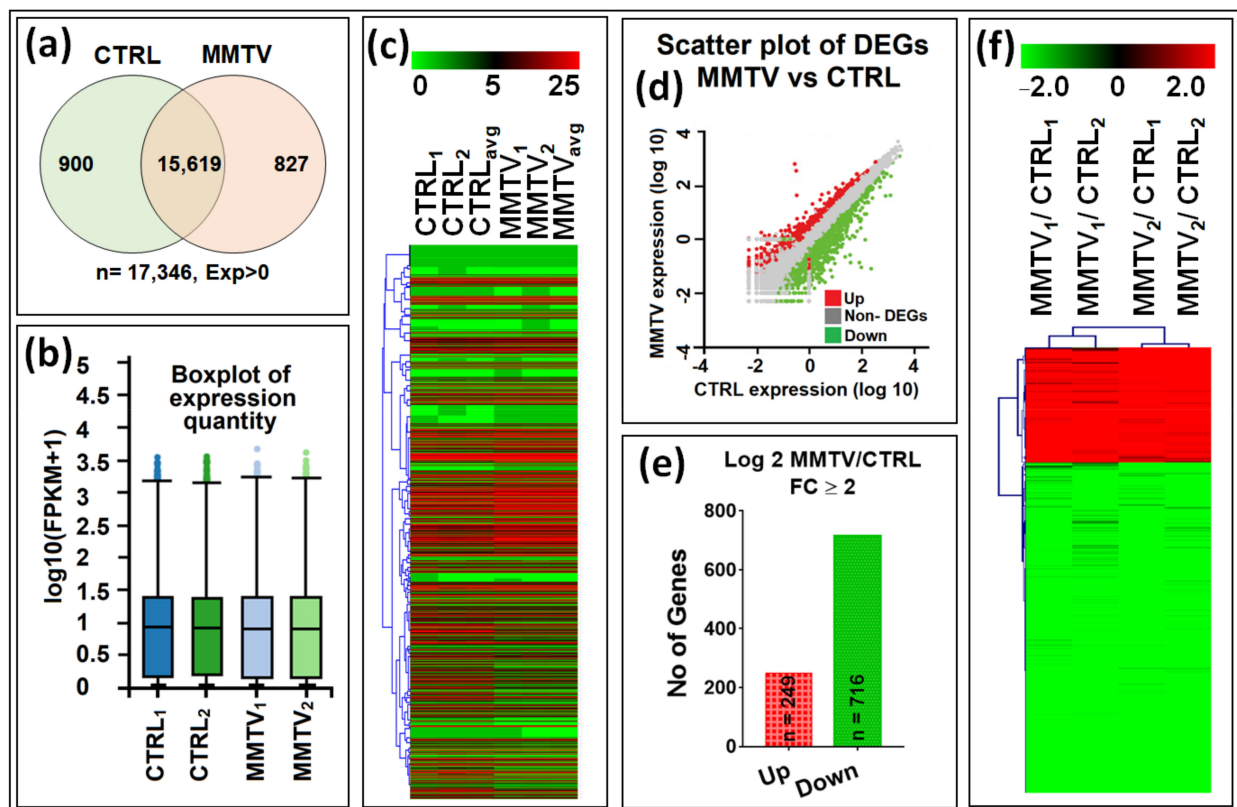 (a)
CTRL MMTV
900 15,619 827
n= 17,346, Exp>0
(b)
Boxplot of
expression
quantity
log10(FPKM+1)
5
4.5
4
3.5
3
2.5
2
1.5
1
0.5
0
CTRL1
CTRL2
MMTV1
MMTV2
(c)
0 5 25
CTRL1
CTRL2
CTRLavg
MMTV1
MMTV2
MMTVavg
Scatter plot of DEGs
MMTV vs CTRL
(d)
MMTV expression (log 10)
4
2
0
-2
-4
Up
Non- DEGs
Down
-4 -2 0 2 4
CTRL expression (log 10)
(e)
Log 2 MMTV/CTRL
FC ≥ 2
No of Genes
800
600
400
200
0
n = 249
n = 716
Up
Down
(f)
−2.0 0 2.0
MMTV1/ CTRL1
MMTV1/ CTRL2
MMTV2/ CTRL1
MMTV2/ CTRL2